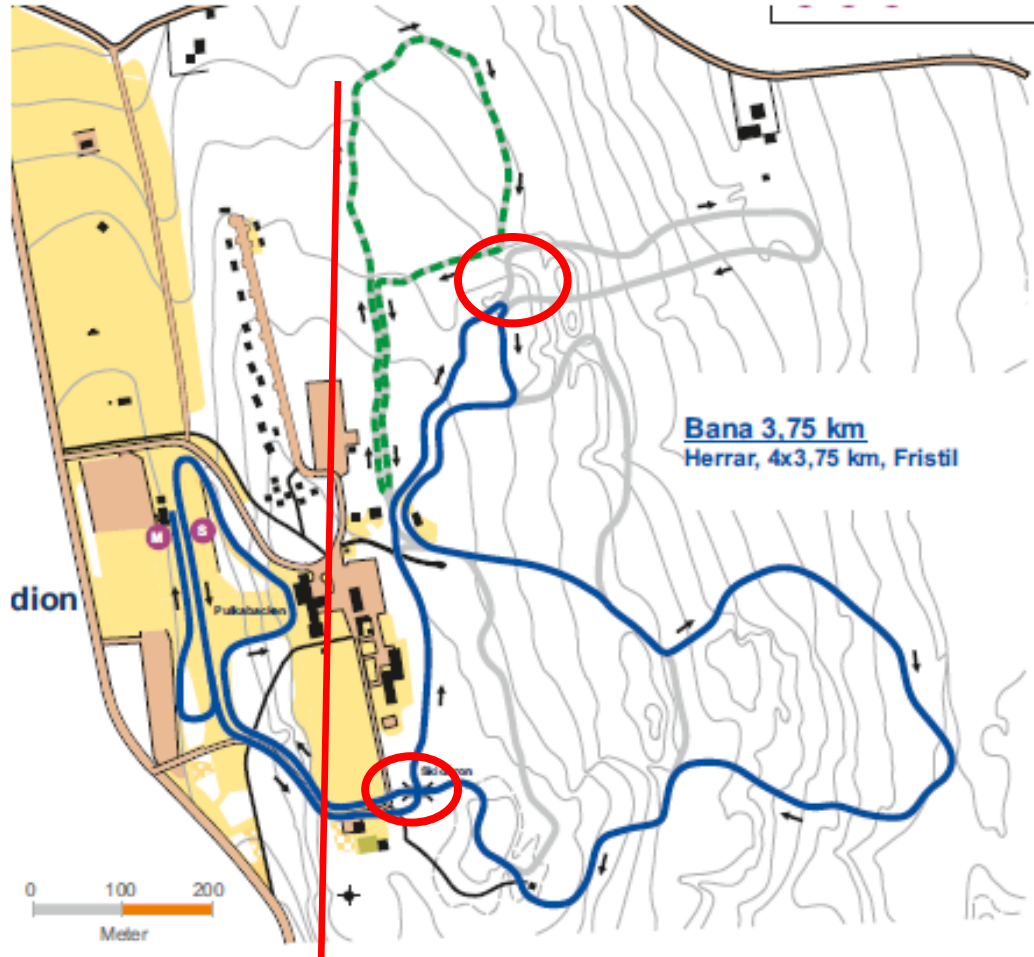 Bana 3,75 km
Herrar, 4x3,75 km, Fristil
M
S
dion
Pulkabacken
0 100 200
Meter